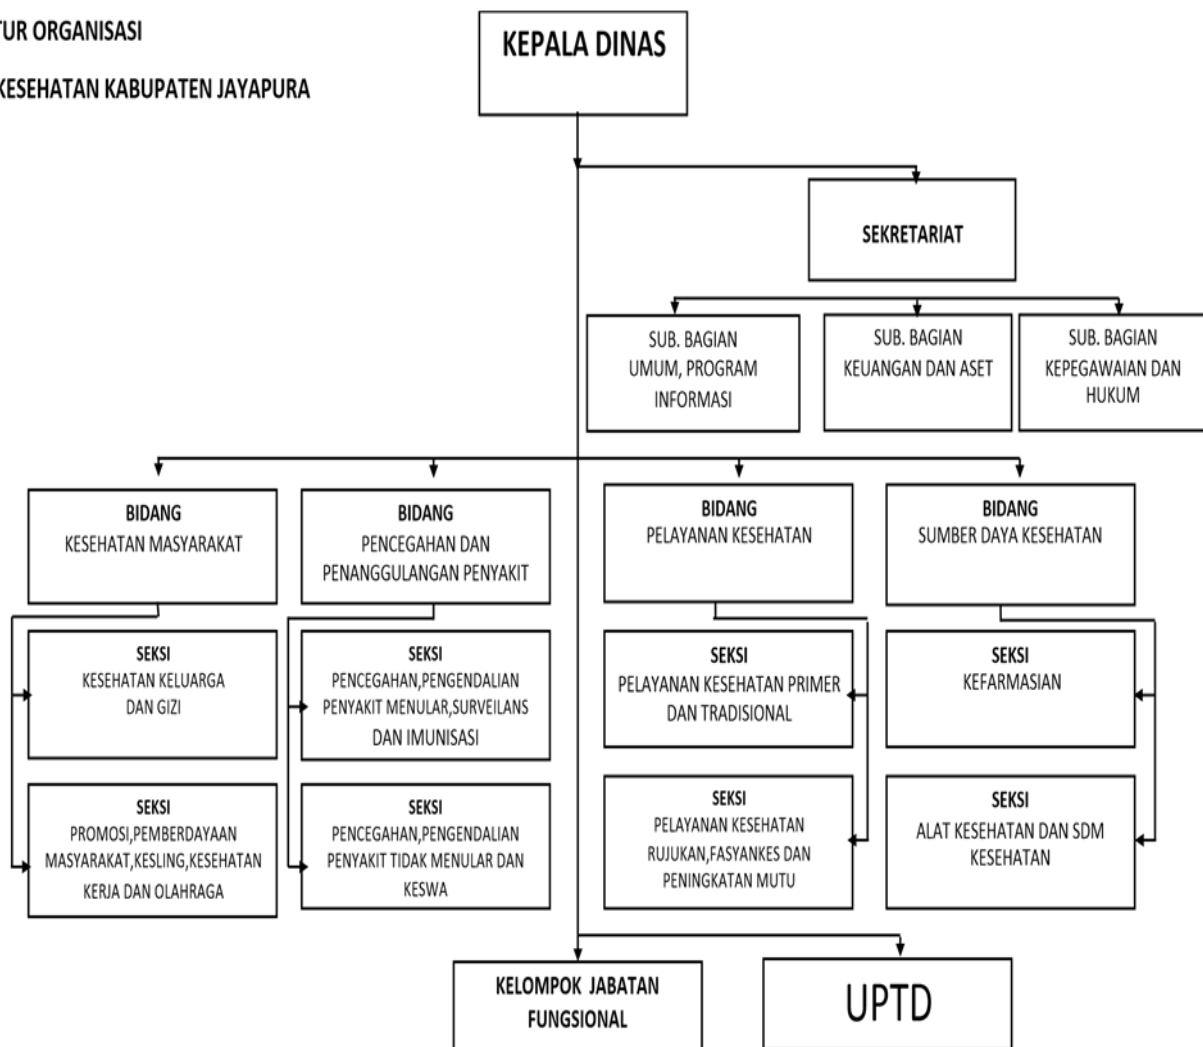 TUR ORGANISASI
KESEHATAN KABUPATEN JAYAPURA
KEPALA DINAS
SEKRETARIAT
SUB. BAGIAN
UMUM, PROGRAM
INFORMASI
SUB. BAGIAN
KEUANGAN DAN ASET
SUB. BAGIAN
KEPEGAWAIAN DAN
HUKUM
BIDANG
KESEHATAN MASYARAKAT
BIDANG
PENCEGAHAN DAN
PENANGGULANGAN PENYAKIT
BIDANG
PELAYANAN KESEHATAN
BIDANG
SUMBER DAYA KESEHATAN
SEKSI
KESEHATAN KELUARGA
DAN GIZI
SEKSI
PENCEGAHAN,PENGENDALIAN
PENYAKIT MENULAR,SURVEILANS
DAN IMUNISASI
SEKSI
PELAYANAN KESEHATAN PRIMER
DAN TRADISIONAL
SEKSI
KEFARMASIAN
SEKSI
PROMOSI,PEMBERDAYAAN
MASYARAKAT,KESLING,KESEHATAN
KERJA DAN OLAHRAGA
SEKSI
PENCEGAHAN,PENGENDALIAN
PENYAKIT TIDAK MENULAR DAN
KESWA
SEKSI
PELAYANAN KESEHATAN
RUJUKAN,FASYANKES DAN
PENINGKATAN MUTU
SEKSI
ALAT KESEHATAN DAN SDM
KESEHATAN
KELOMPOK JABATAN
FUNGSIONAL
UPTD